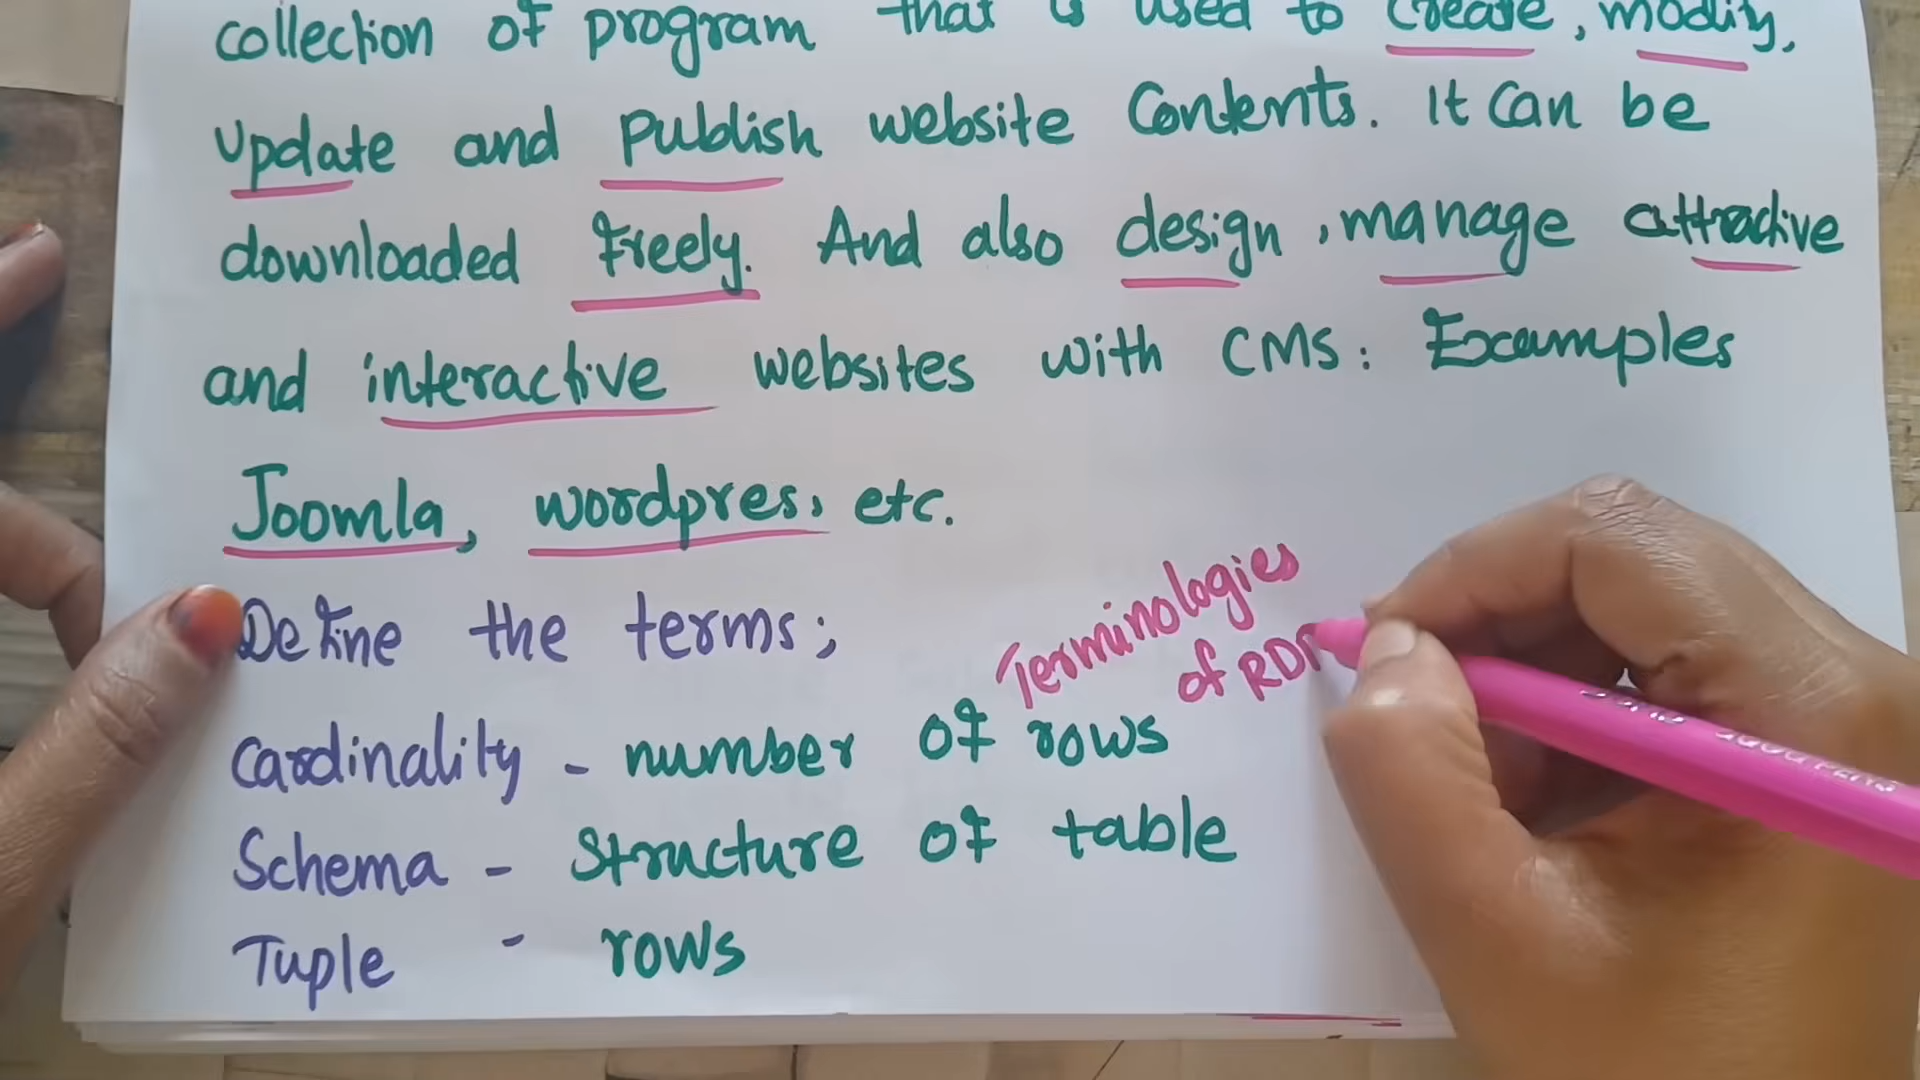 collection of program that is used to create, modify,
update and publish website contents. It can be
downloaded freely. And also design, manage attractive
and interactive websites with CMS: Examples
Joomla, wordpres, etc.
Define the terms;
Terminologies
of RDM
Cardinality - number of rows
Schema - structure of table
Tuple - rows